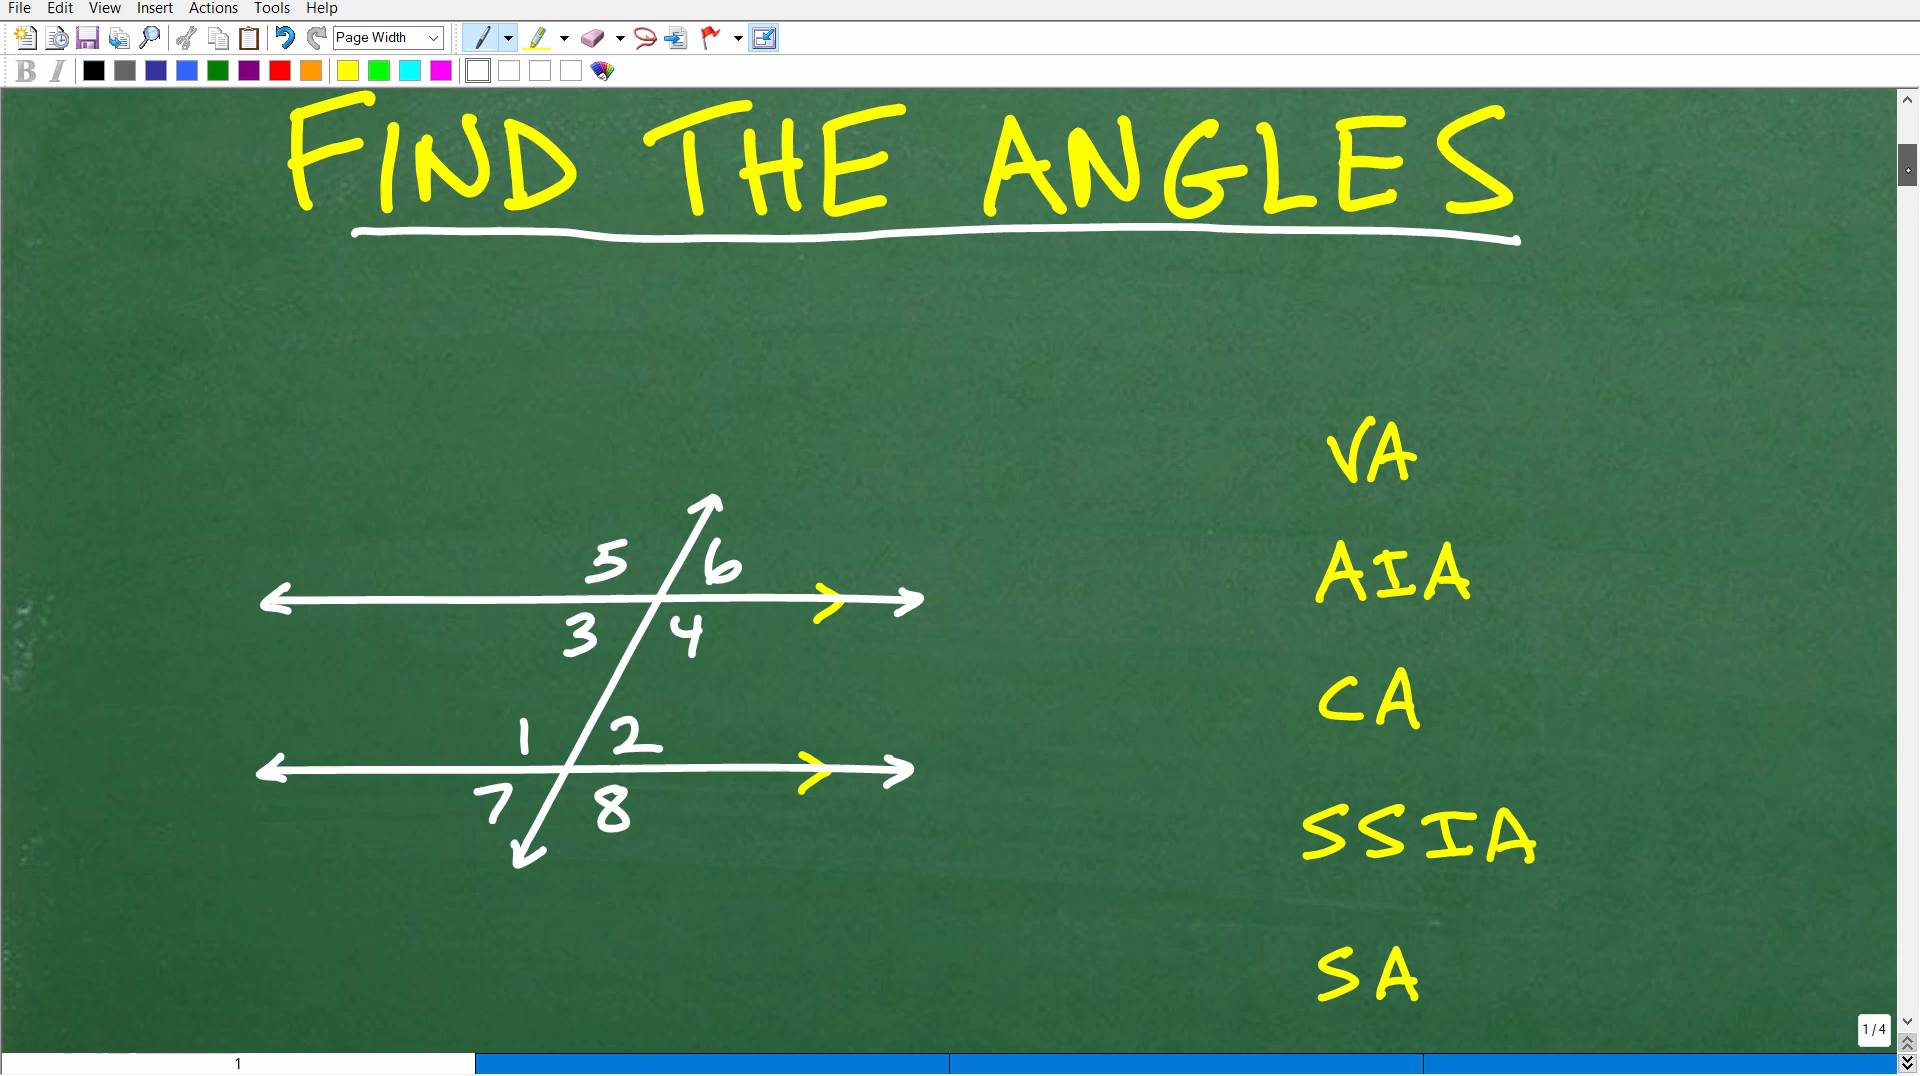 File Edit View Insert Actions Tools Help
Page Width
B I
FIND THE ANGLES
VA
5 6
AIA
3 4
CA
1 2
7 8
SSIA
SA
1 / 4
1